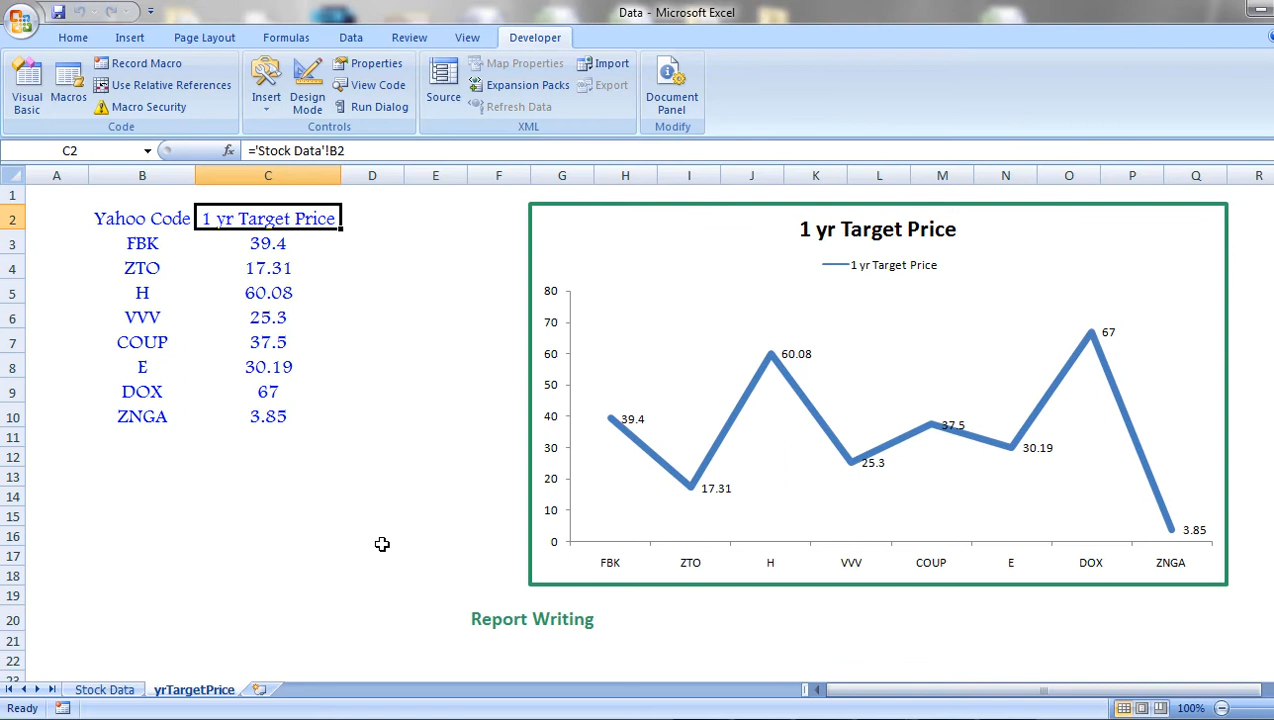 Data - Microsoft Excel
Home Insert Page Layout Formulas Data Review View Developer
Visual Basic
Macros
Record Macro
Use Relative References
Macro Security
Code
Insert
Design Mode
Properties
View Code
Run Dialog
Controls
Source
Map Properties
Expansion Packs
Refresh Data
Import
Export
XML
Document Panel
Modify
C2 fx ='Stock Data'!B2
A B C D E F G H I J K L M N O P Q R
1
2 Yahoo Code 1 yr Target Price
3 FBK 39.4
4 ZTO 17.31
5 H 60.08
6 VVV 25.3
7 COUP 37.5
8 E 30.19
9 DOX 67
10 ZNGA 3.85
11
12
13
14
15
16
17
18
19
20
21
22
23
1 yr Target Price
1 yr Target Price
80
70
60
50
40
30
20
10
0
39.4
17.31
60.08
25.3
37.5
30.19
67
3.85
FBK ZTO H VVV COUP E DOX ZNGA
Report Writing
Stock Data yrTargetPrice
Ready 100%